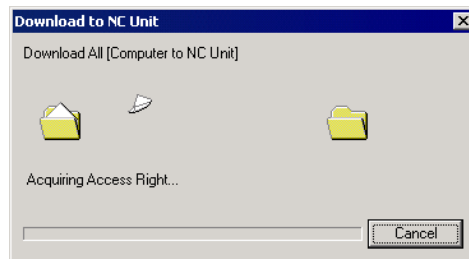 Download to NC Unit
Download All [Computer to NC Unit]
Acquiring Access Right...
Cancel